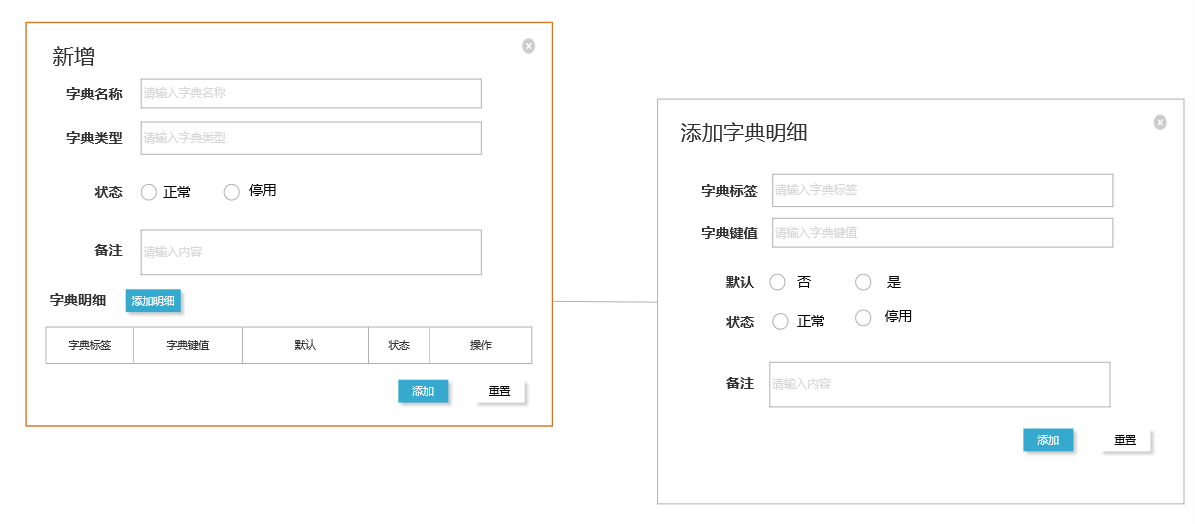 新增
字典名称 请输入字典名称
字典类型 请输入字典类型
状态 正常 停用
备注 请输入内容
字典明细 添加明细
字典标签 字典键值 默认 状态 操作
添加 重置
添加字典明细
字典标签 请输入字典标签
字典键值 请输入字典键值
默认 否 是
状态 正常 停用
备注 请输入内容
添加 重置